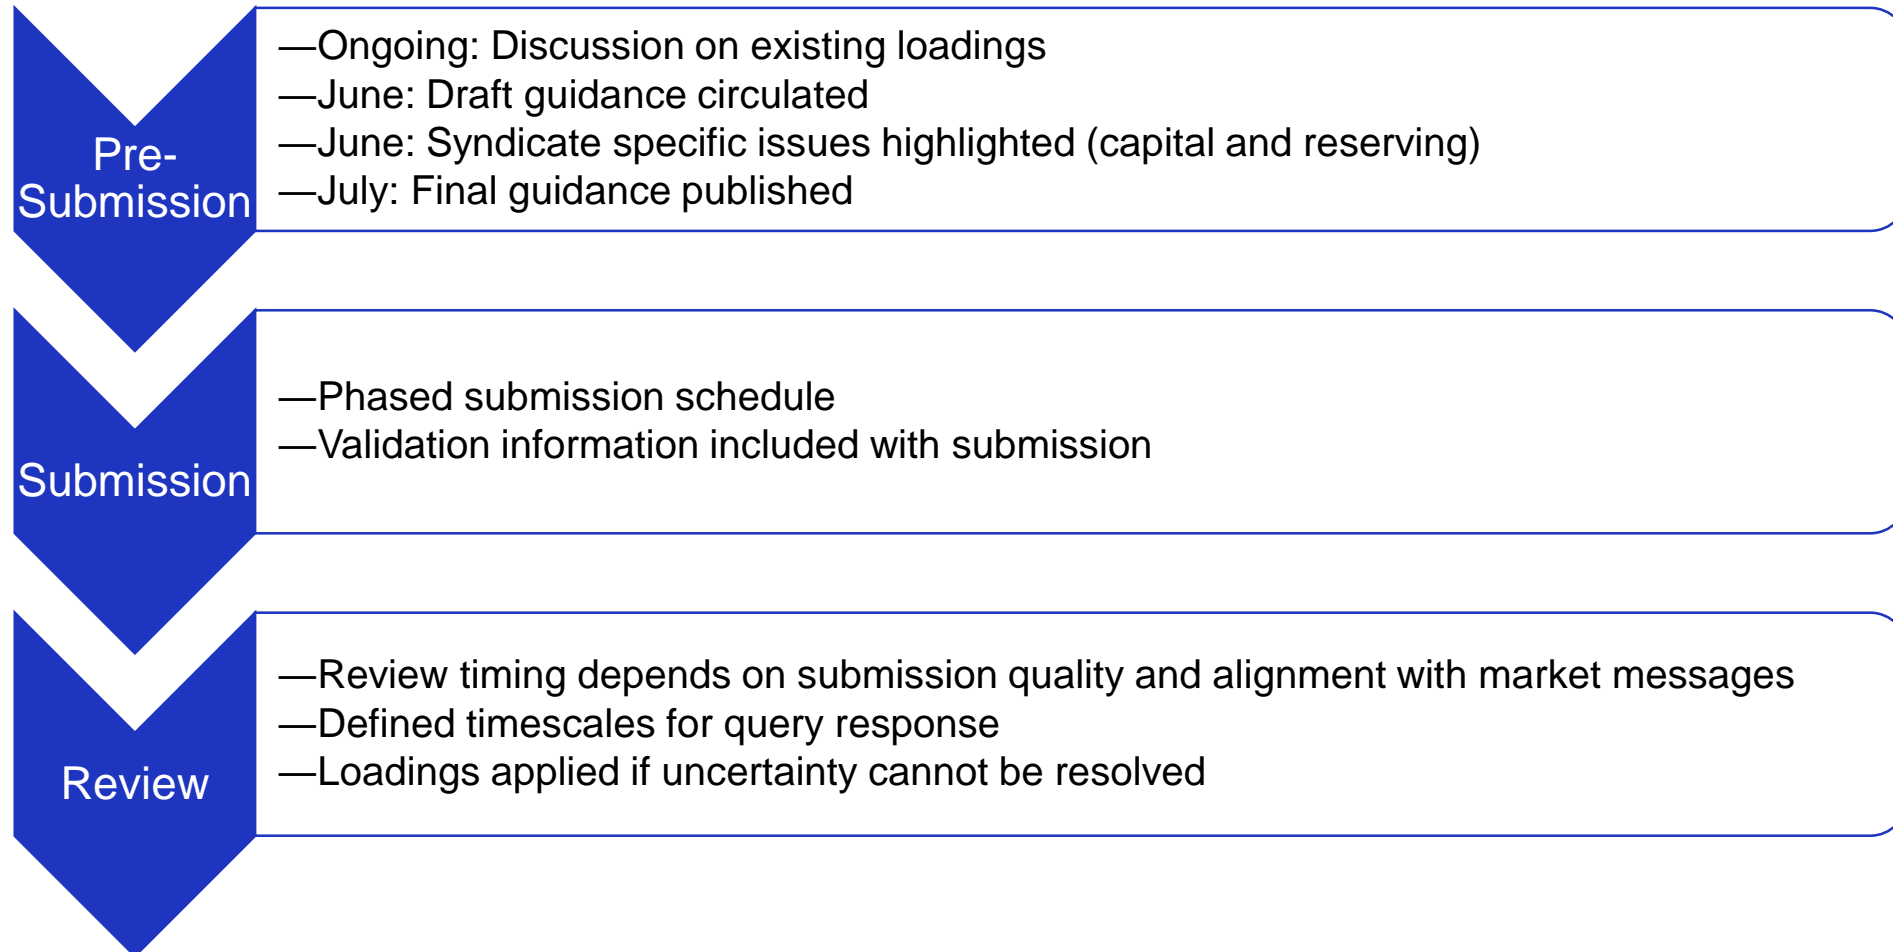 Pre-
Submission
—Ongoing: Discussion on existing loadings
—June: Draft guidance circulated
—June: Syndicate specific issues highlighted (capital and reserving)
—July: Final guidance published
Submission
—Phased submission schedule
—Validation information included with submission
Review
—Review timing depends on submission quality and alignment with market messages
—Defined timescales for query response
—Loadings applied if uncertainty cannot be resolved